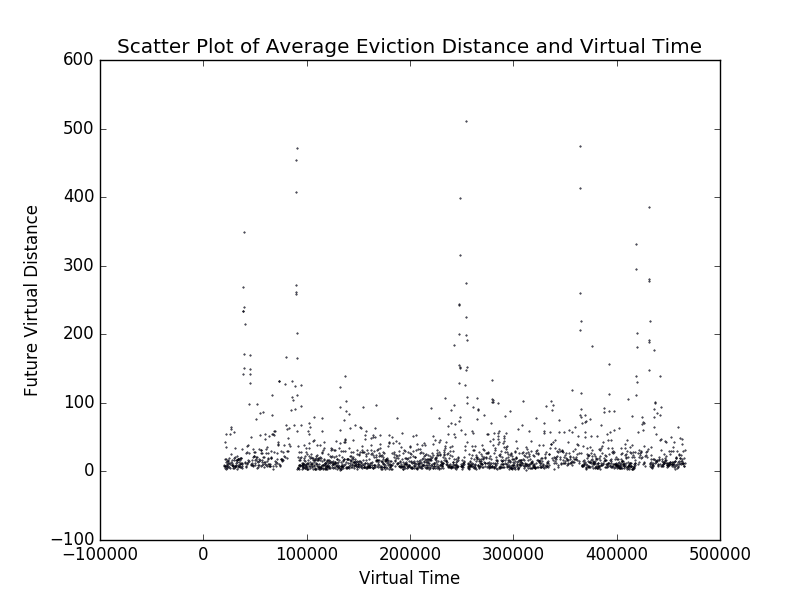 Scatter Plot of Average Eviction Distance and Virtual Time
600
500
400
300
200
100
0
−100
Future Virtual Distance
−100000 0 100000 200000 300000 400000 500000
Virtual Time